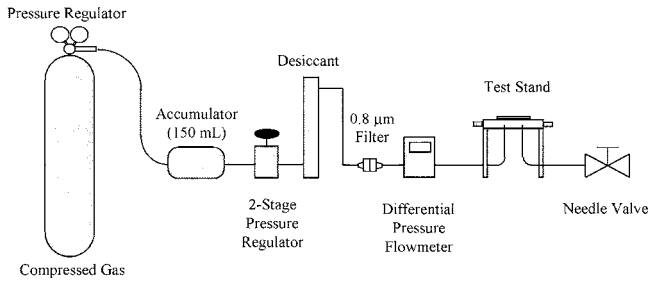 Pressure Regulator
Desiccant
Test Stand
Accumulator
(150 mL)
0.8 μm
Filter
2-Stage
Pressure
Regulator
Differential
Pressure
Flowmeter
Needle Valve
Compressed Gas